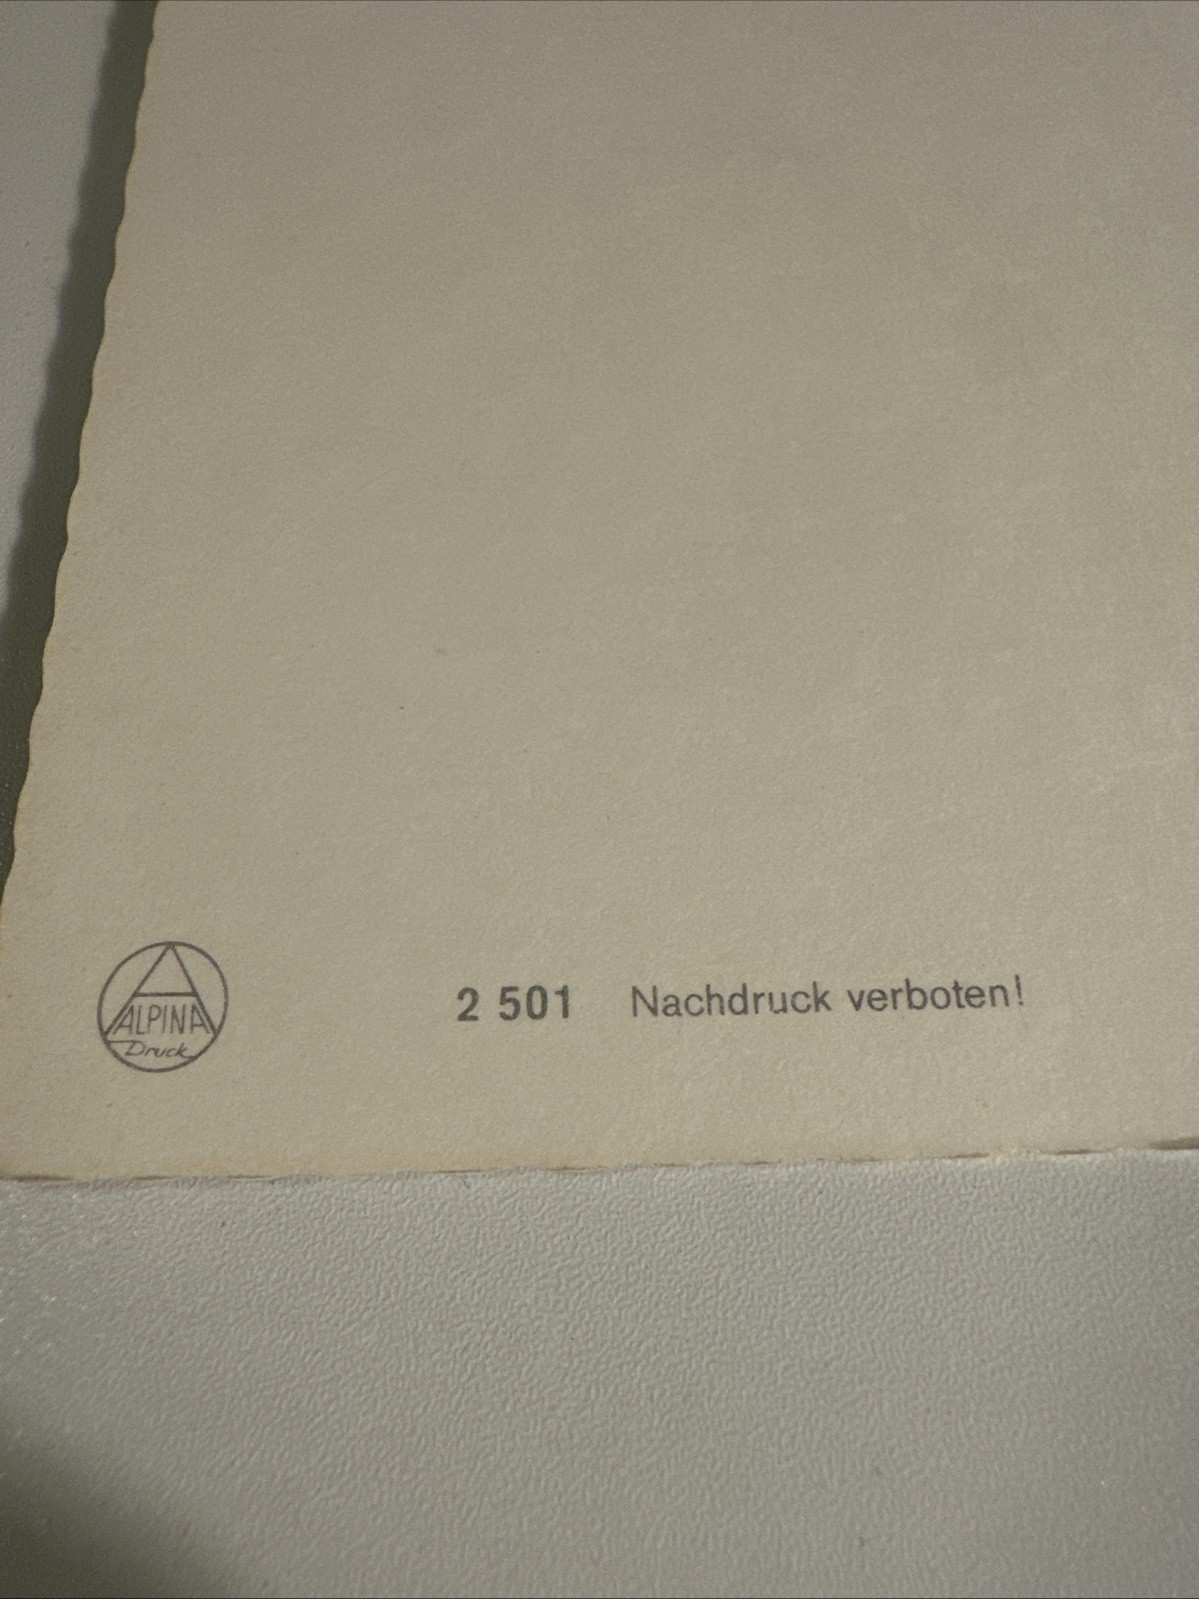 ALPINA
Druck
2 501 Nachdruck verboten!